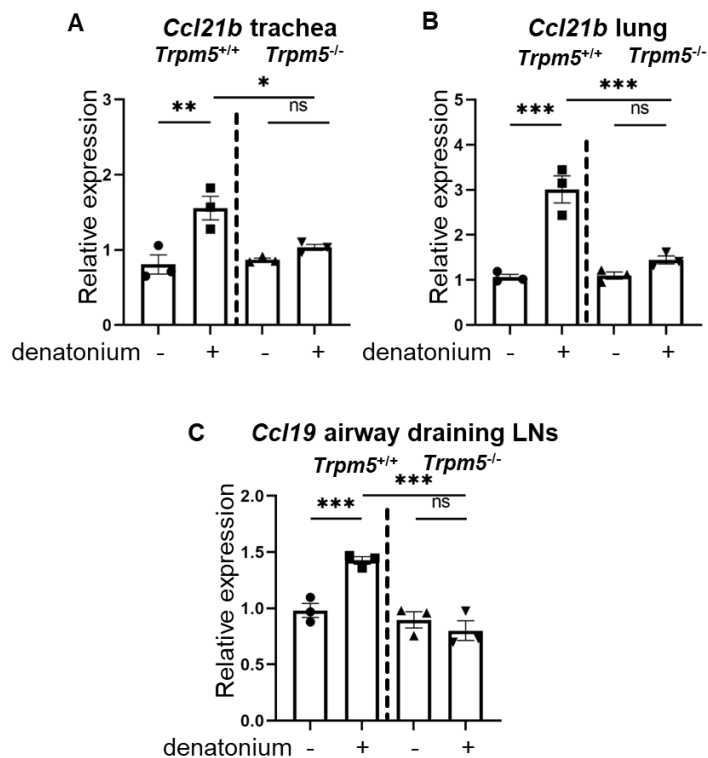 A
Ccl21b trachea
Trpm5+/+ Trpm5-/-
** * ns
Relative expression
3
2
1
0
denatonium - + - +
B
Ccl21b lung
Trpm5+/+ Trpm5-/-
*** *** ns
Relative expression
5
4
3
2
1
0
denatonium - + - +
C Ccl19 airway draining LNs
Trpm5+/+ Trpm5-/-
*** *** ns
Relative expression
2.0
1.5
1.0
0.5
0.0
denatonium - + - +